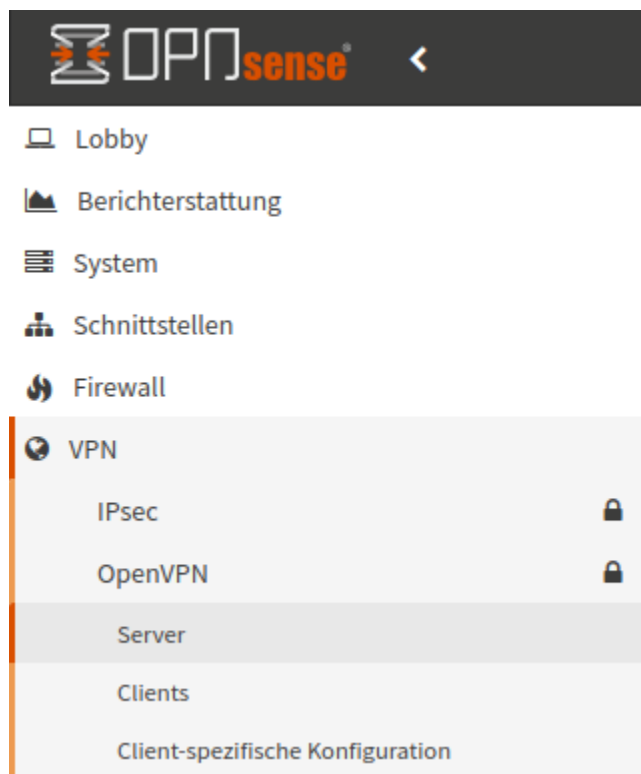 OPNsense®
Lobby
Berichterstattung
System
Schnittstellen
Firewall
VPN
IPsec
OpenVPN
Server
Clients
Client-spezifische Konfiguration